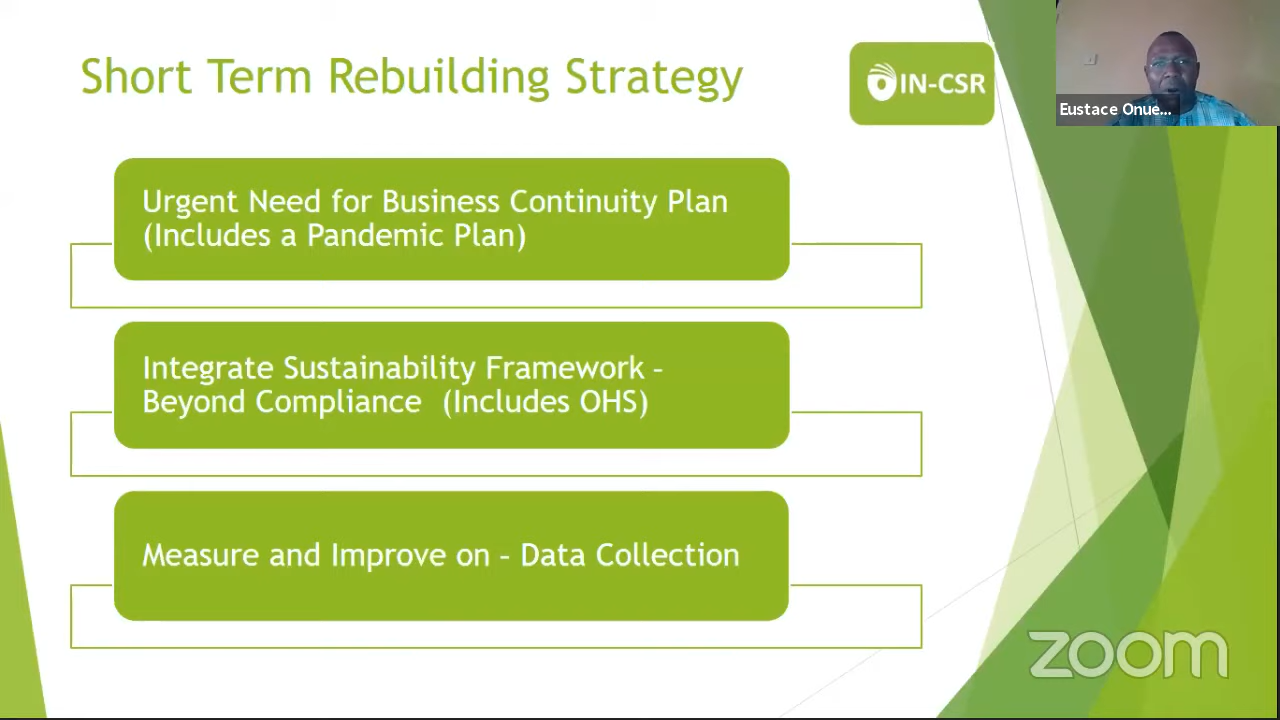 Short Term Rebuilding Strategy
IN-CSR
Eustace Onue...
Urgent Need for Business Continuity Plan
(Includes a Pandemic Plan)
Integrate Sustainability Framework –
Beyond Compliance  (Includes OHS)
Measure and Improve on – Data Collection
zoom